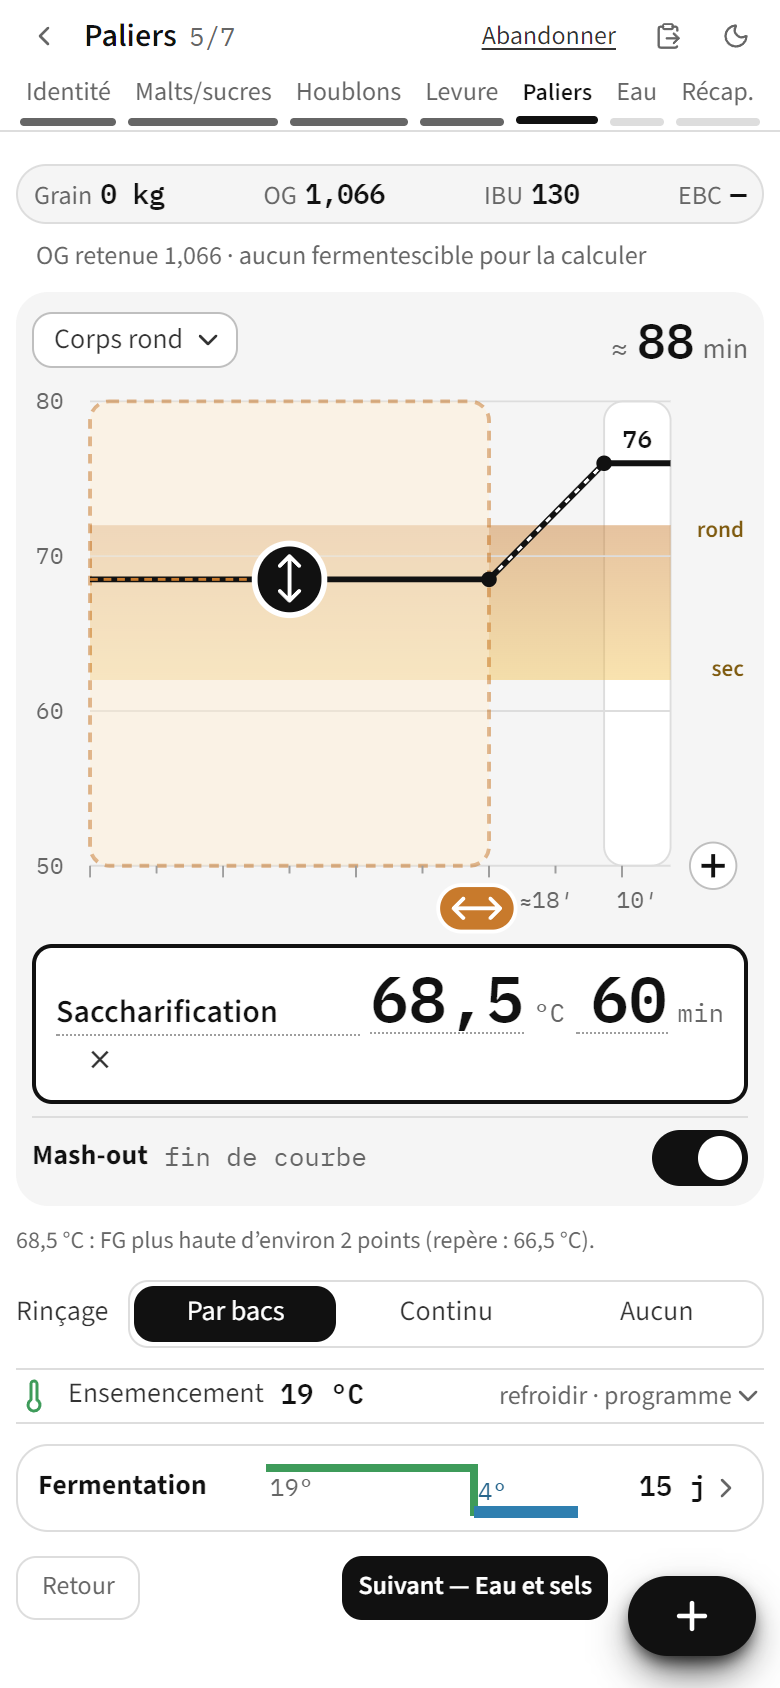 Paliers 5/7 Abandonner
Identité Malts/sucres Houblons Levure Paliers Eau Récap.
Grain 0 kg OG 1,066 IBU 130 EBC —
OG retenue 1,066 · aucun fermentescible pour la calculer
Corps rond ≈ 88 min
80
76
rond
70
sec
60
50
≈18′ 10′
Saccharification 68,5 °C 60 min
Mash-out fin de courbe
68,5 °C : FG plus haute d’environ 2 points (repère : 66,5 °C).
Rinçage Par bacs Continu Aucun
Ensemencement 19 °C refroidir · programme
Fermentation 19° 4° 15 j
Retour Suivant — Eau et sels